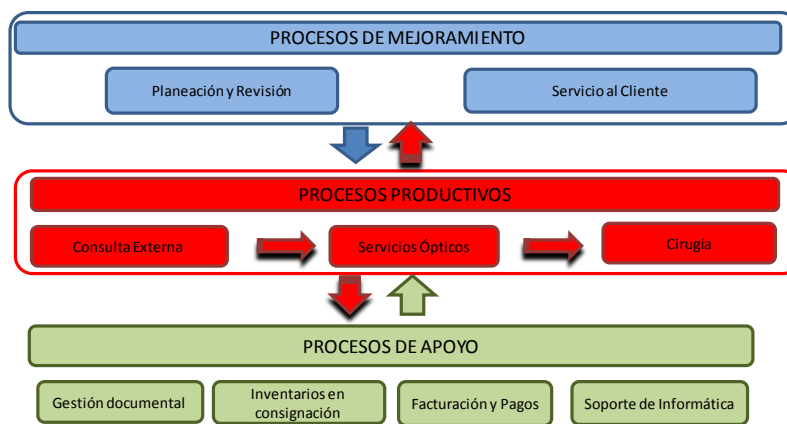 PROCESOS DE MEJORAMIENTO
Planeación y Revisión
Servicio al Cliente
PROCESOS PRODUCTIVOS
Consulta Externa
Servicios Ópticos
Cirugía
PROCESOS DE APOYO
Gestión documental
Inventarios en
consignación
Facturación y Pagos
Soporte de Informática